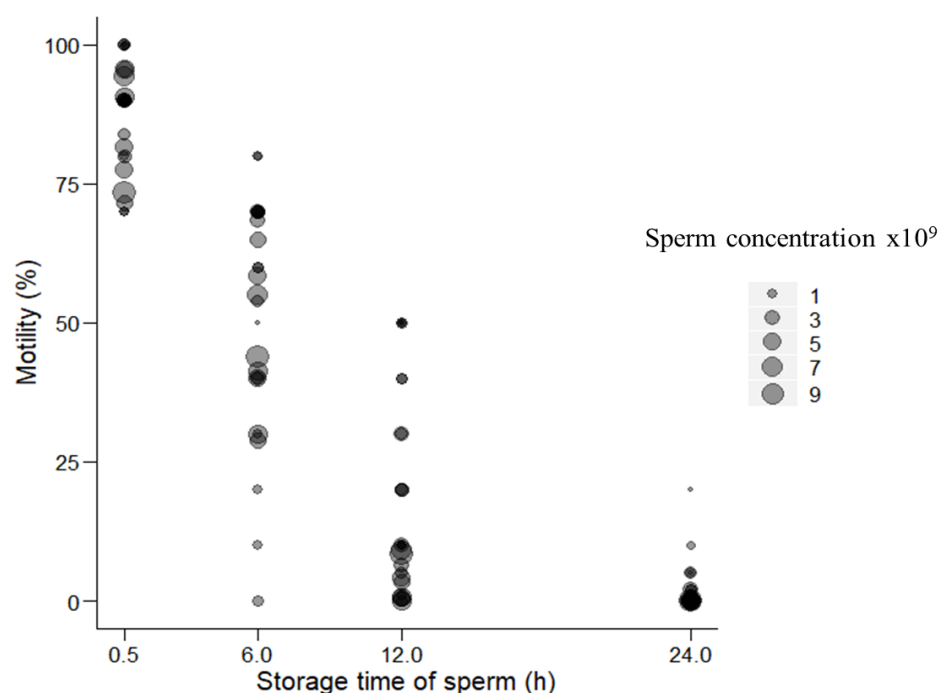 100
75
50
25
0
Motility (%)
0.5 6.0 12.0 24.0
Storage time of sperm (h)
Sperm concentration x10⁹
1
3
5
7
9